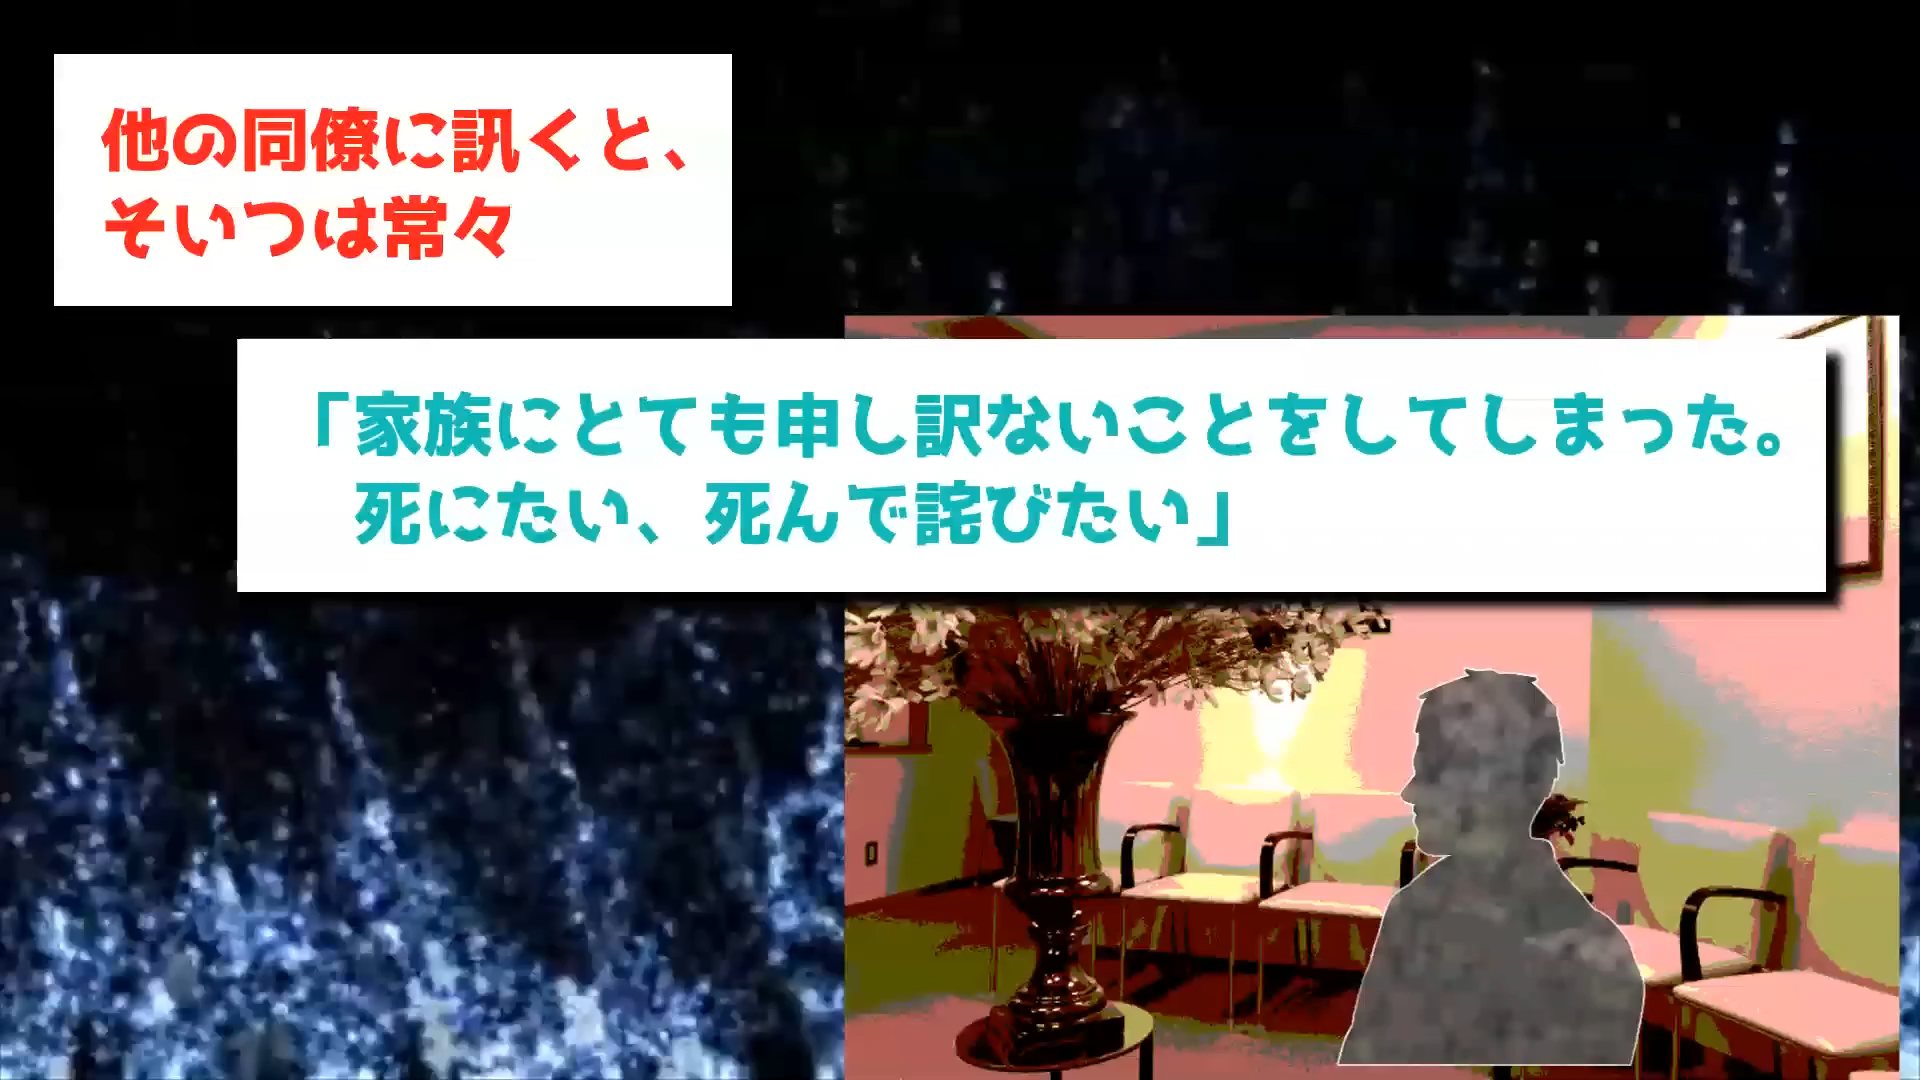 他の同僚に訊くと、
そいつは常々
「家族にとても申し訳ないことをしてしまった。
死にたい、死んで詫びたい」